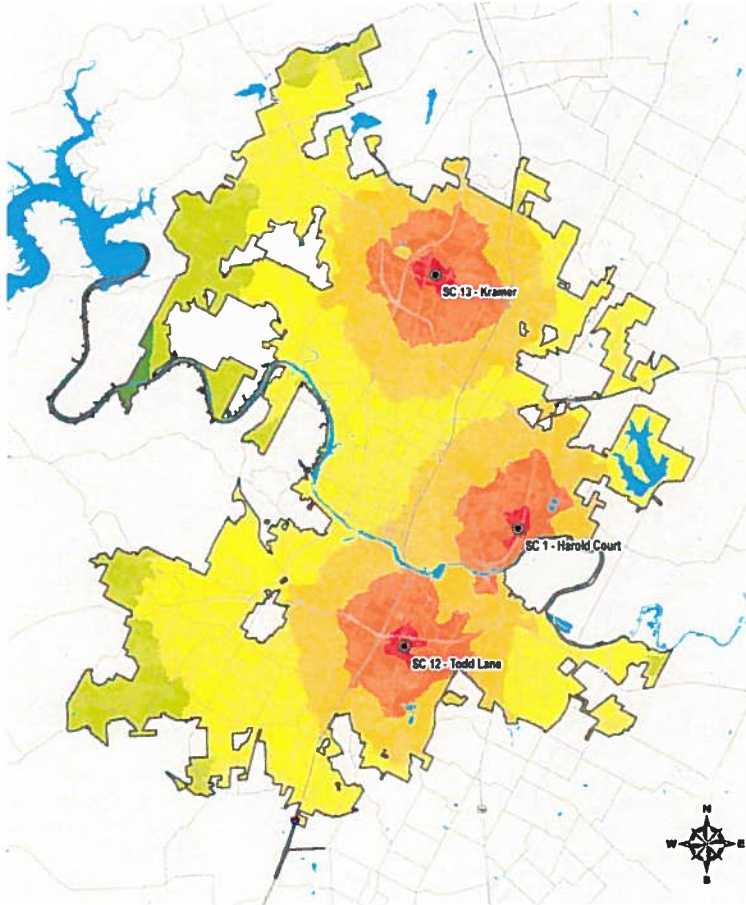 SC 13 - Kramer
SC 1 - Harold Court
SC 12 - Todd Lane
N
W E
S